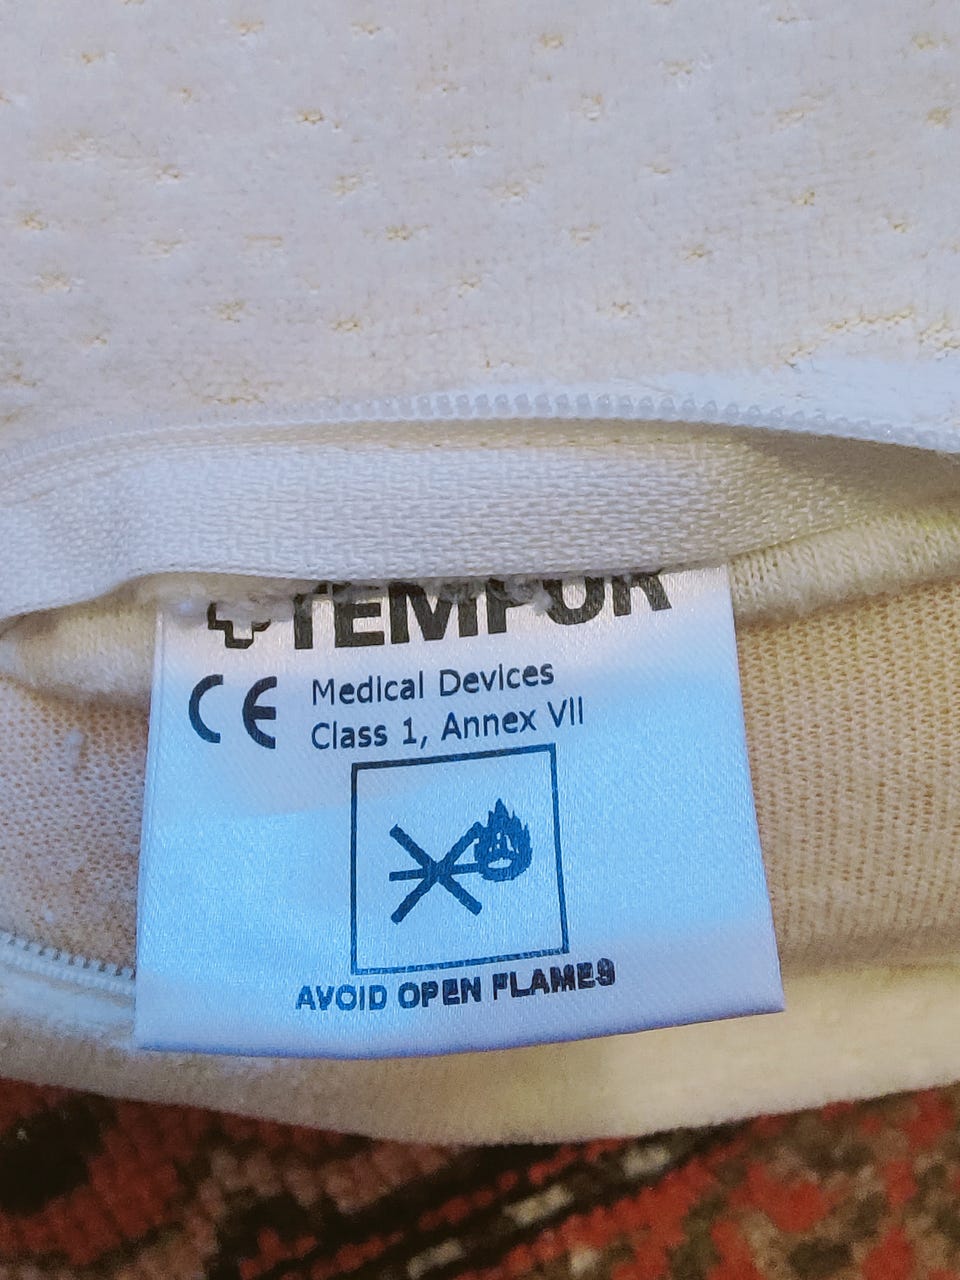 TEMPUR
CE Medical Devices
Class 1, Annex VII
AVOID OPEN FLAMES